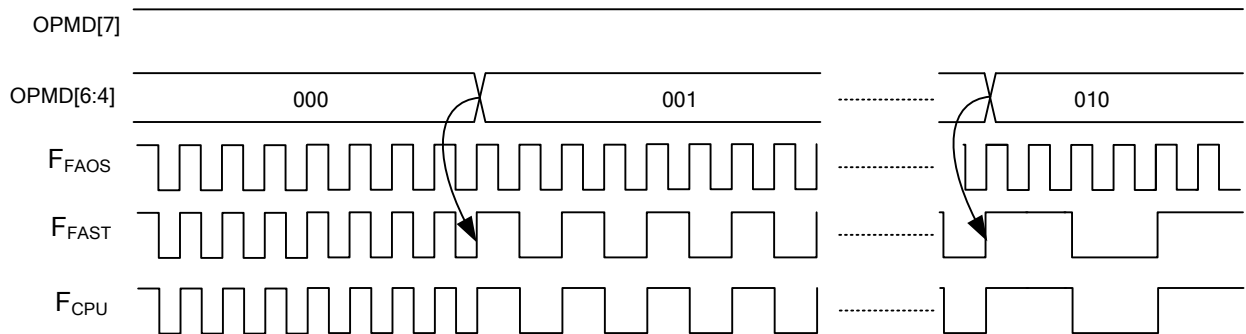 OPMD[7]
OPMD[6:4]
000
001
010
FFAOS
FFAST
FCPU